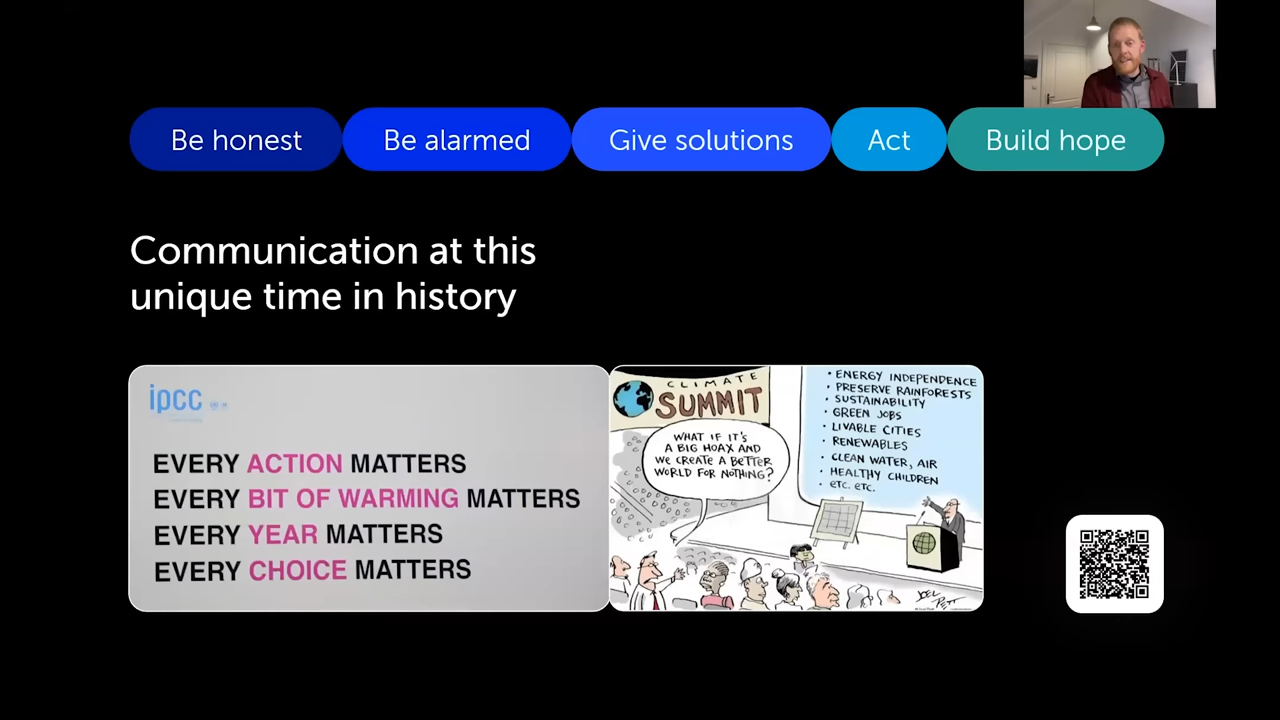 Be honest
Be alarmed
Give solutions
Act
Build hope
Communication at this
unique time in history
ipcc
EVERY ACTION MATTERS
EVERY BIT OF WARMING MATTERS
EVERY YEAR MATTERS
EVERY CHOICE MATTERS
CLIMATE
SUMMIT
WHAT IF IT'S
A BIG HOAX AND
WE CREATE A BETTER
WORLD FOR NOTHING?
• ENERGY INDEPENDENCE
• PRESERVE RAINFORESTS
• SUSTAINABILITY
• GREEN JOBS
• LIVABLE CITIES
• RENEWABLES
• CLEAN WATER, AIR
• HEALTHY CHILDREN
• ETC. ETC.
JOEL PETT